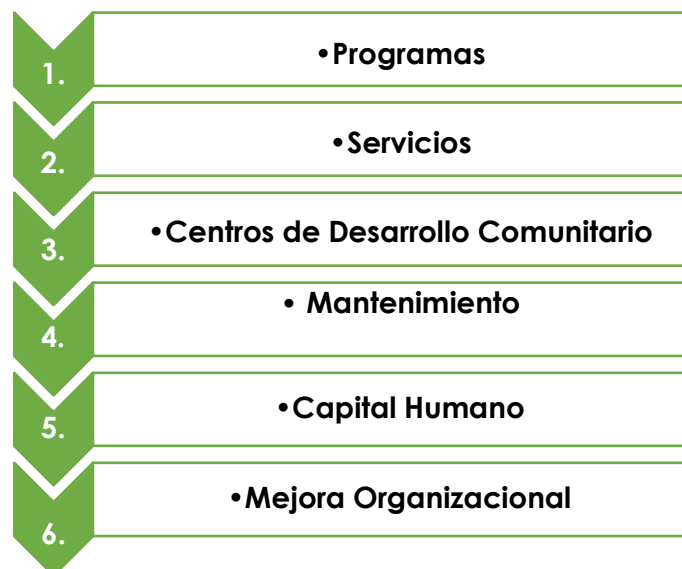 1. •Programas
2. •Servicios
3. •Centros de Desarrollo Comunitario
4. • Mantenimiento
5. •Capital Humano
6. •Mejora Organizacional